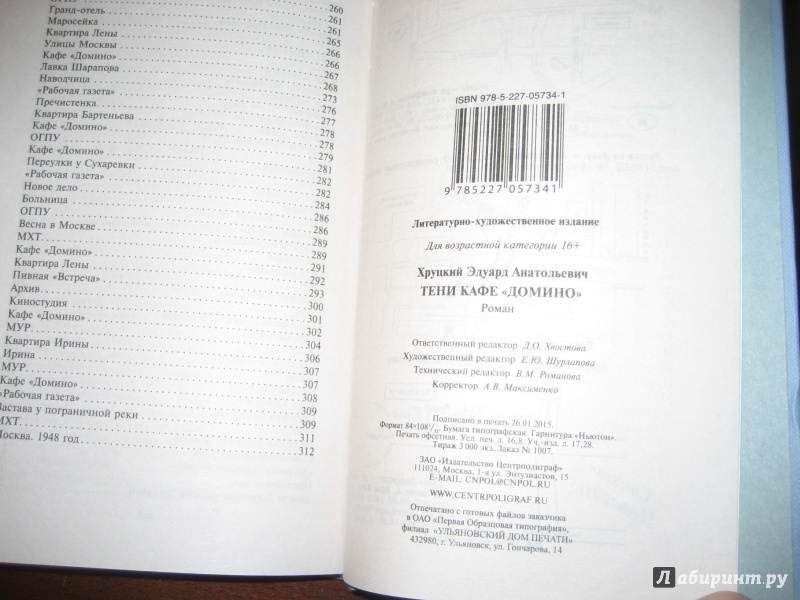 260
ОГПУ 261
Гранд-отель 261
Маросейка 265
Квартира Лены 266
Улицы Москвы 266
Кафе «Домино» 267
Лавка Шарапова 268
Наводчица 273
«Рабочая газета» 276
Пречистенка 277
Квартира Бартеньева 278
Кафе «Домино» 278
ОГПУ 279
Кафе «Домино» 281
Переулки у Сухаревки 282
«Рабочая газета» 282
Новое дело 284
Больница 286
ОГПУ 286
Весна в Москве 289
МХТ 289
Кафе «Домино» 291
Квартира Лены 292
Пивная «Встреча» 293
Архив 300
Киностудия 301
Кафе «Домино» 302
МУР 304
Квартира Ирины 306
Ирина 307
МУР 307
Кафе «Домино» 308
«Рабочая газета» 309
Застава у пограничной реки 309
МХТ 311
Москва. 1948 год 312
ISBN 978-5-227-05734-1
9 785227 057341
Литературно-художественное издание
Для возрастной категории 16+
Хруцкий Эдуард Анатольевич
ТЕНИ КАФЕ «ДОМИНО»
Роман
Ответственный редактор Д.О. Хвостова
Художественный редактор Е.Ю. Шурлапова
Технический редактор В.М. Романова
Корректор А.В. Максименко
Подписано в печать 26.01.2015.
Формат 84×108 1/32. Бумага типографская. Гарнитура «Ньютон».
Печать офсетная. Усл. печ. л. 16,8. Уч.-изд. л. 17,28.
Тираж 3 000 экз. Заказ № 1007.
ЗАО «Издательство Центрполиграф»
111024, Москва, 1-я ул. Энтузиастов, 15
E-MAIL: CNPOL@CNPOL.RU
WWW.CENTRPOLIGRAF.RU
Отпечатано с готовых файлов заказчика
в ОАО «Первая Образцовая типография»,
филиал «УЛЬЯНОВСКИЙ ДОМ ПЕЧАТИ»
432980, г. Ульяновск, ул. Гончарова, 14
Лабиринт.ру